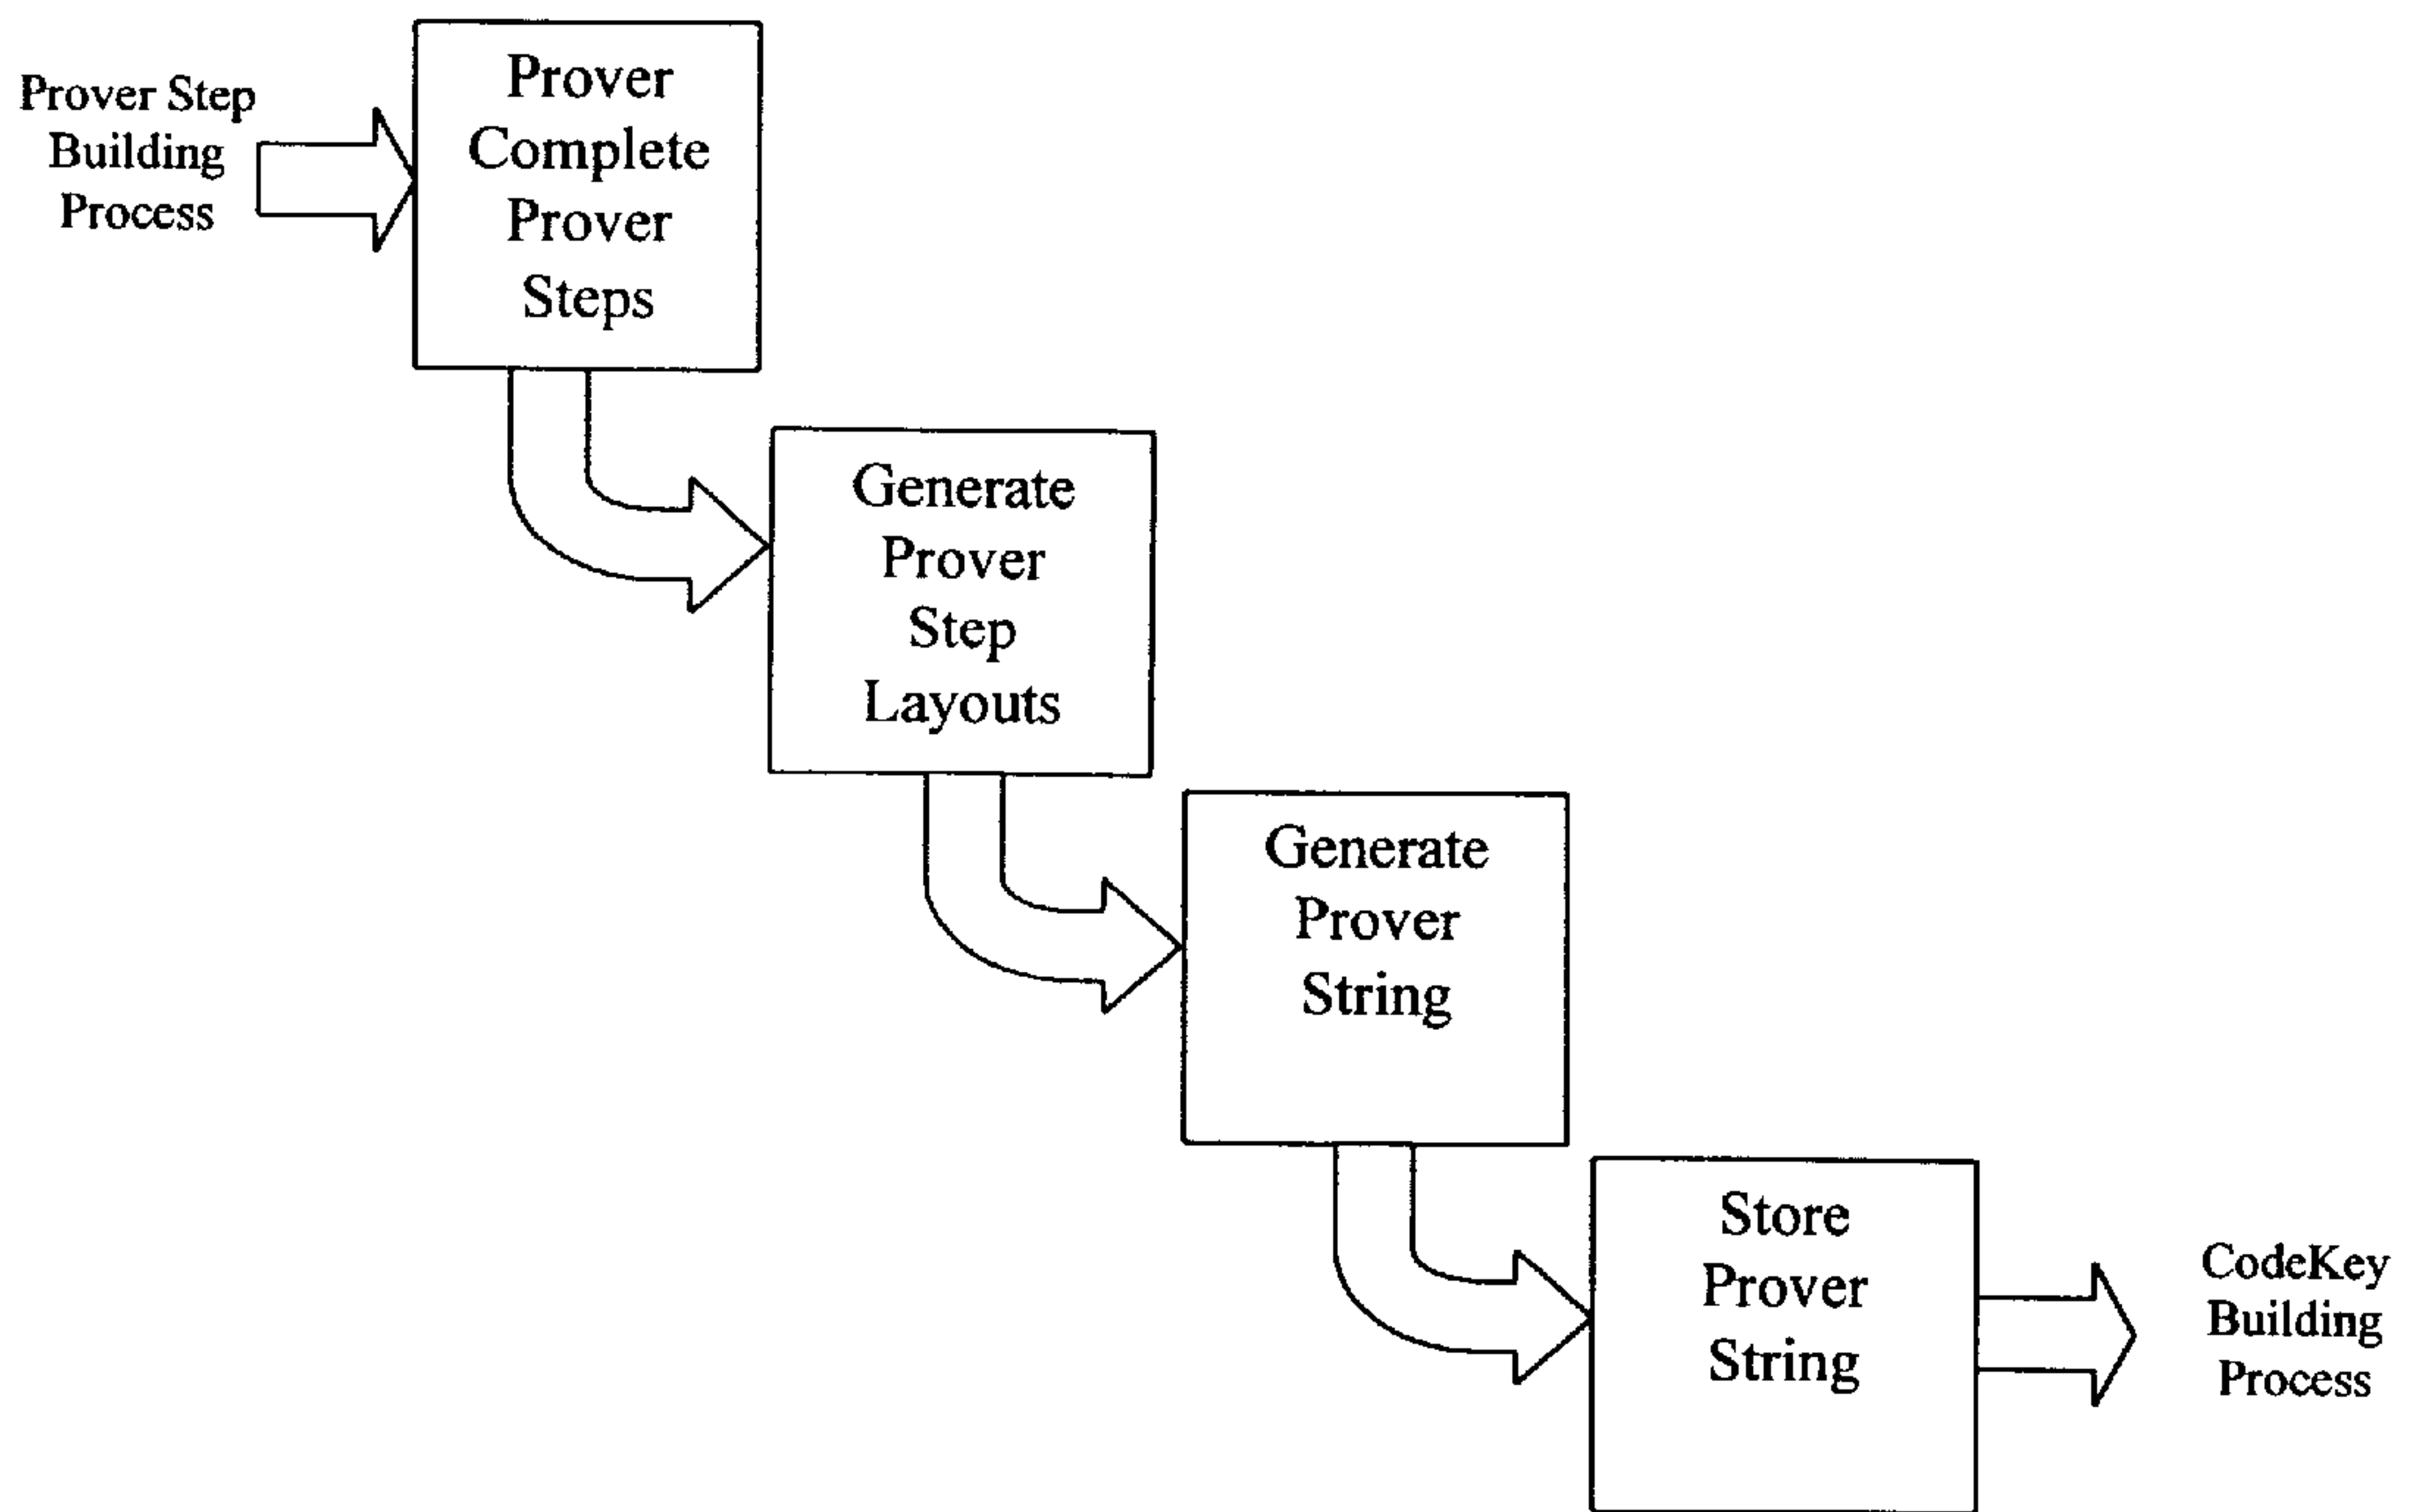 Prover Step
Building
Process
Prover
Complete
Prover
Steps
Generate
Prover
Step
Layouts
Generate
Prover
String
Store
Prover
String
CodeKey
Building
Process